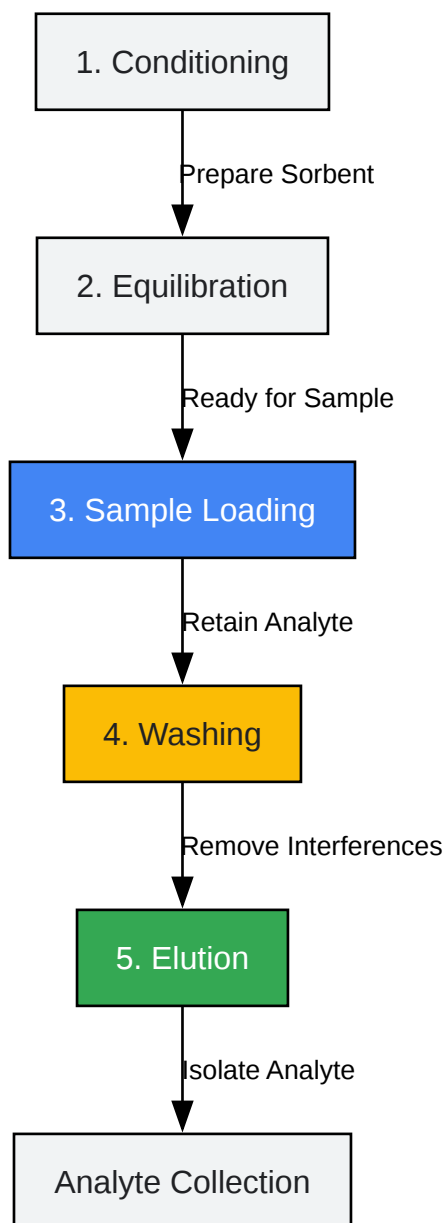 1. Conditioning
Prepare Sorbent
2. Equilibration
Ready for Sample
3. Sample Loading
Retain Analyte
4. Washing
Remove Interferences
5. Elution
Isolate Analyte
Analyte Collection